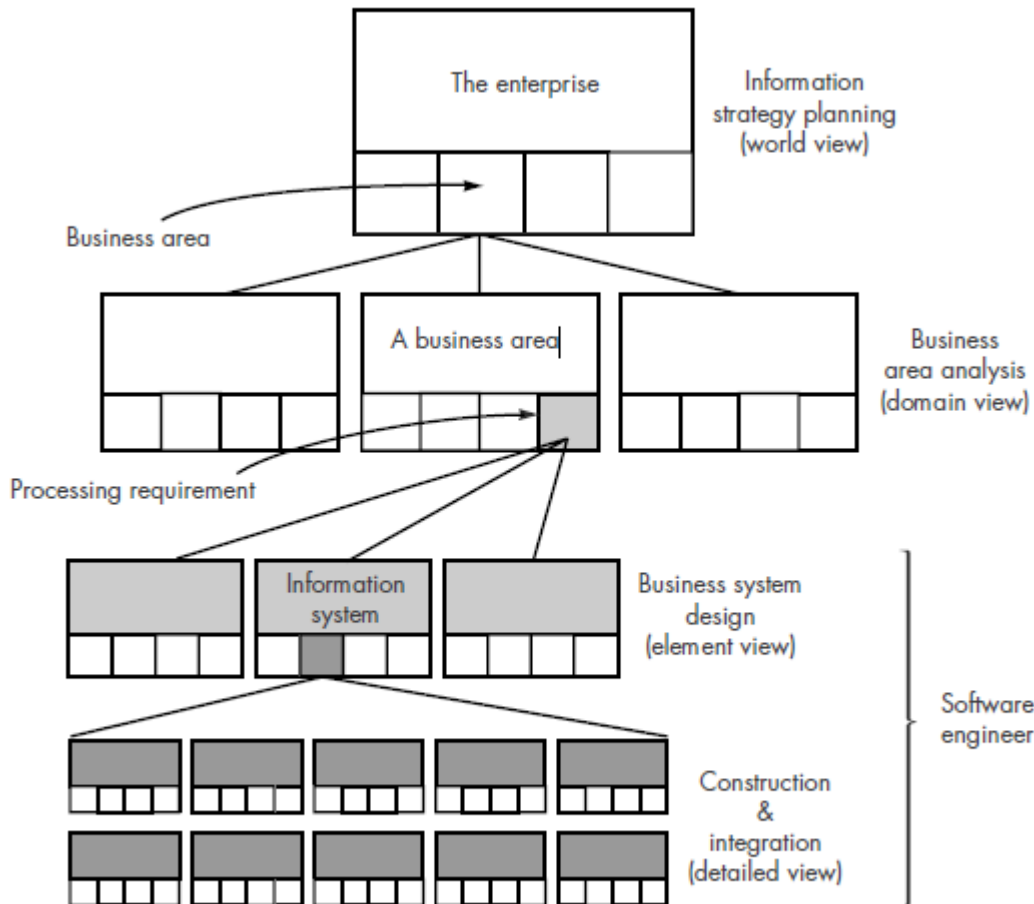 The enterprise
Information
strategy planning
(world view)
Business area
A business area
Business
area analysis
(domain view)
Processing requirement
Information
system
Business system
design
(element view)
Software
engineer
Construction
&
integration
(detailed view)